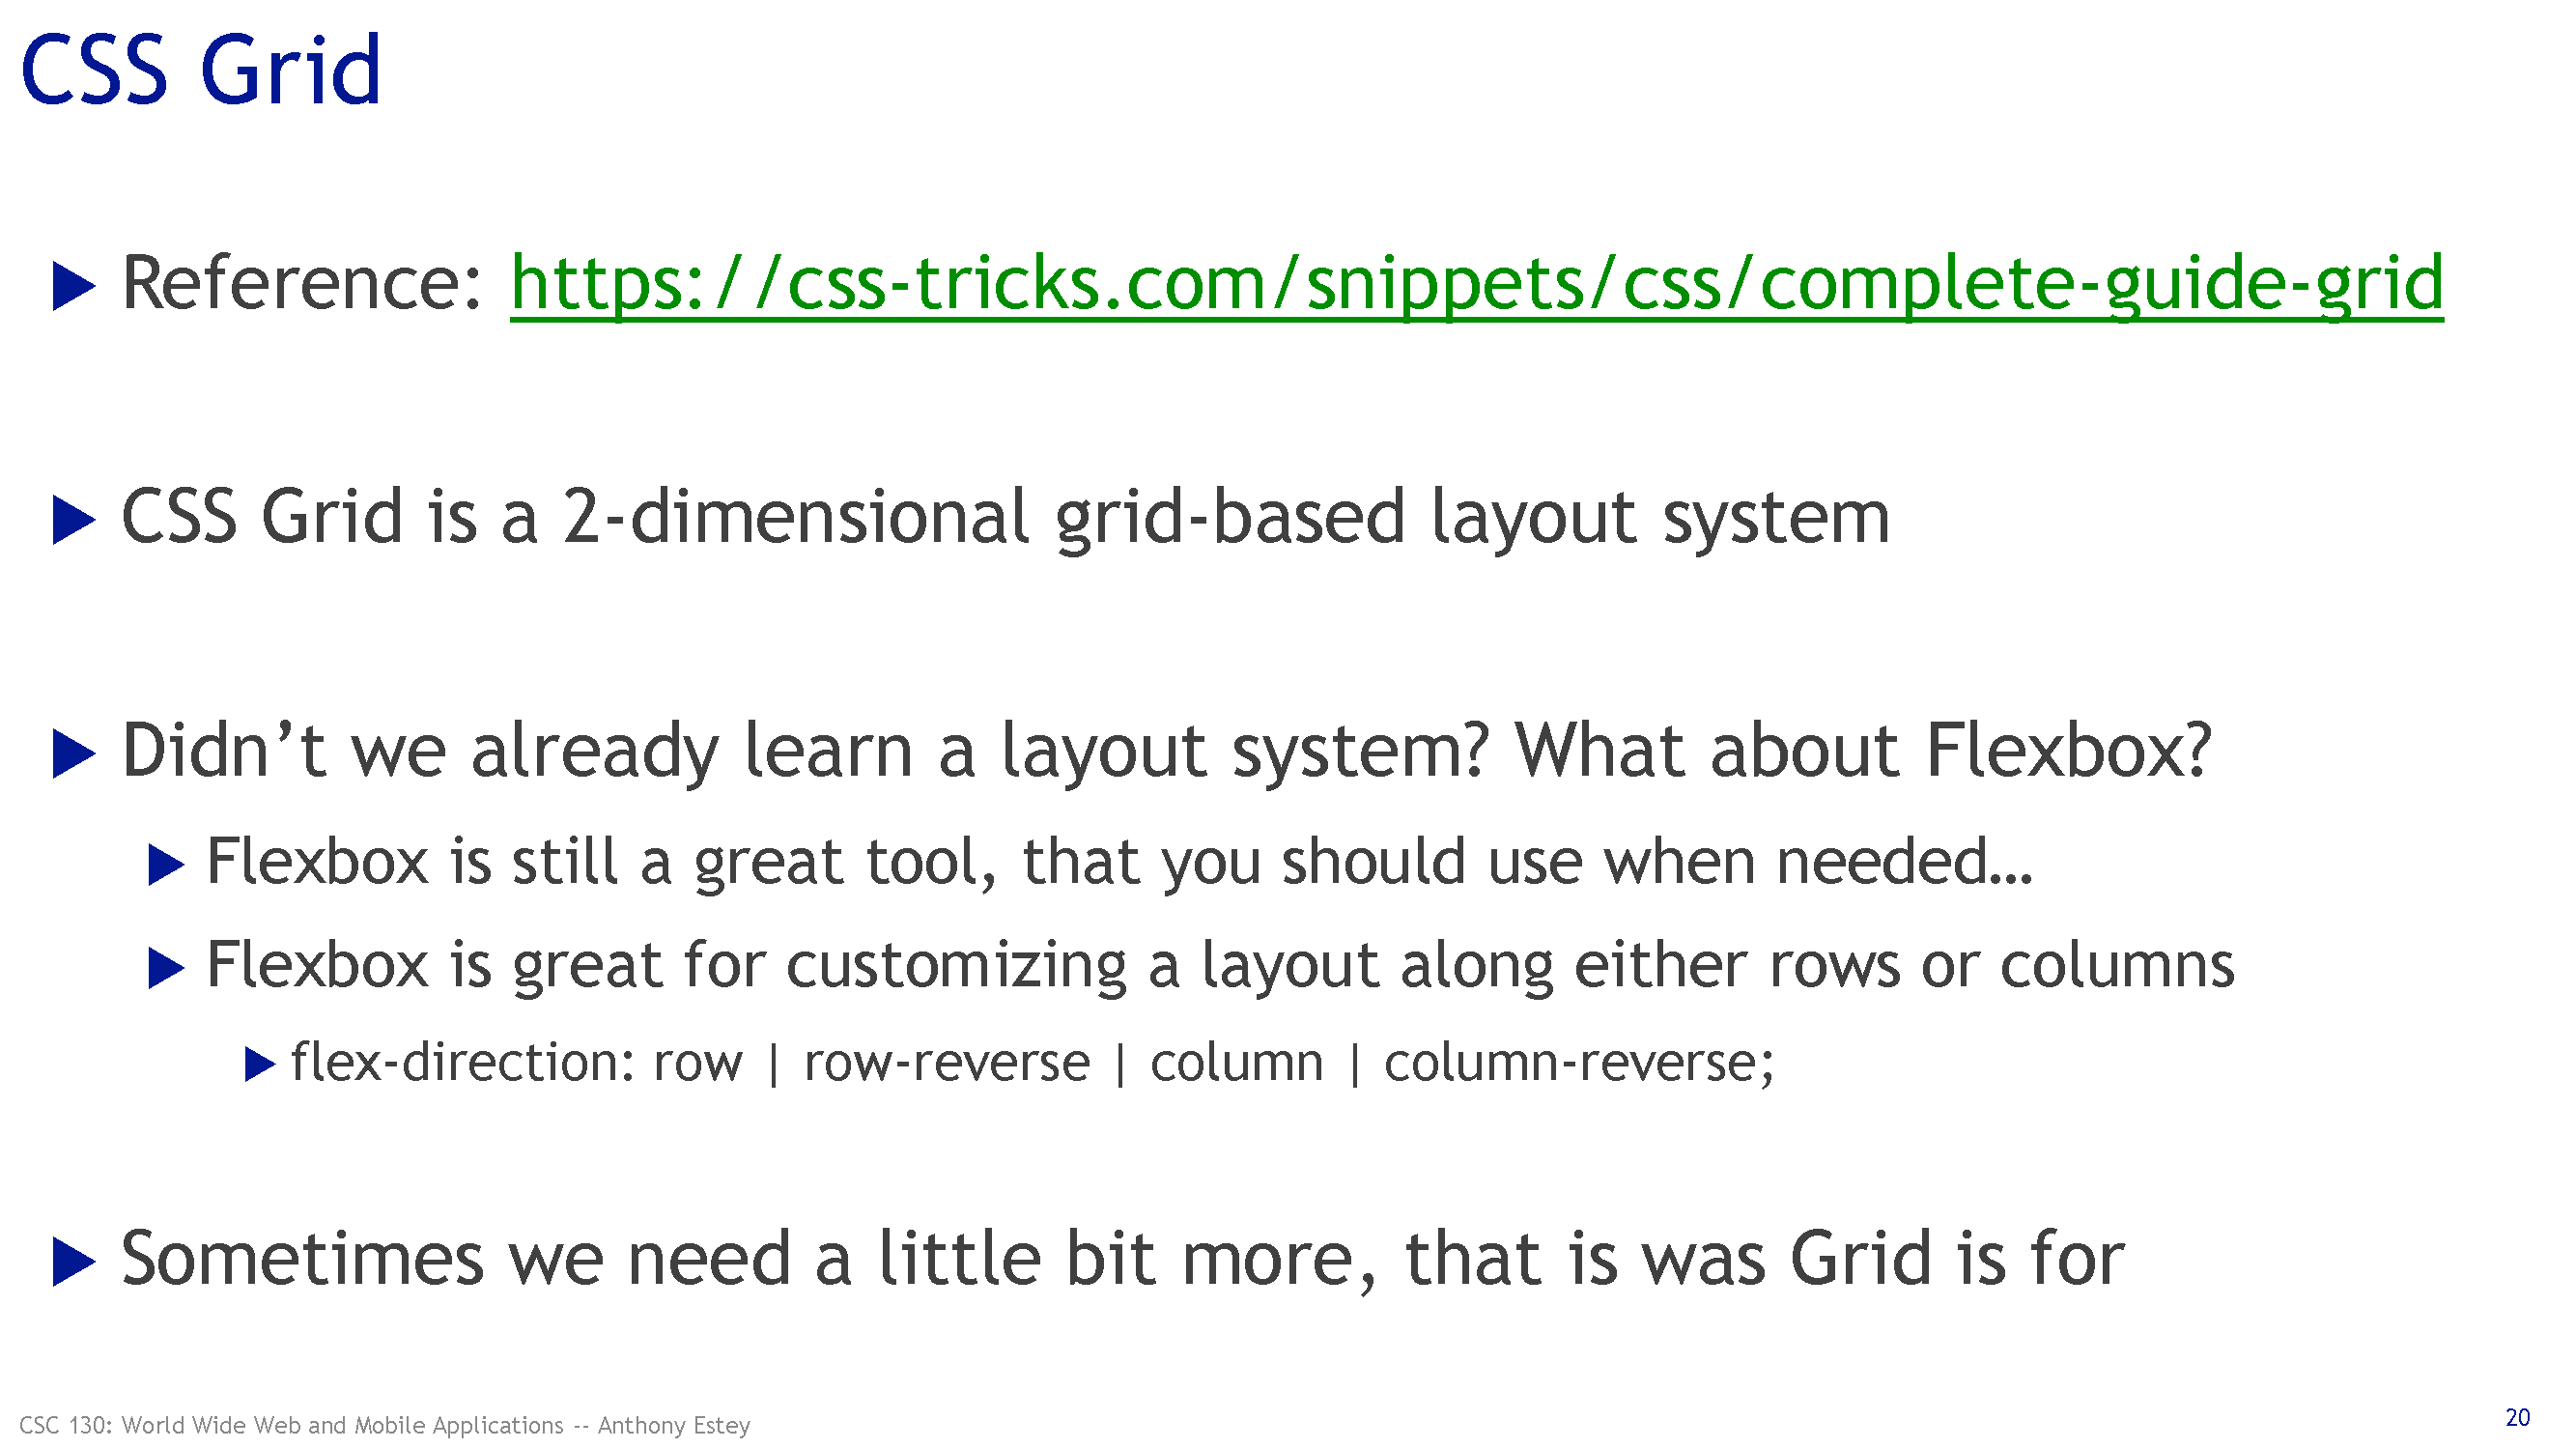 CSS Grid
Reference: https://css-tricks.com/snippets/css/complete-guide-grid
CSS Grid is a 2-dimensional grid-based layout system
Didn’t we already learn a layout system? What about Flexbox?
Flexbox is still a great tool, that you should use when needed…
Flexbox is great for customizing a layout along either rows or columns
flex-direction: row | row-reverse | column | column-reverse;
Sometimes we need a little bit more, that is was Grid is for
CSC 130: World Wide Web and Mobile Applications -- Anthony Estey
20